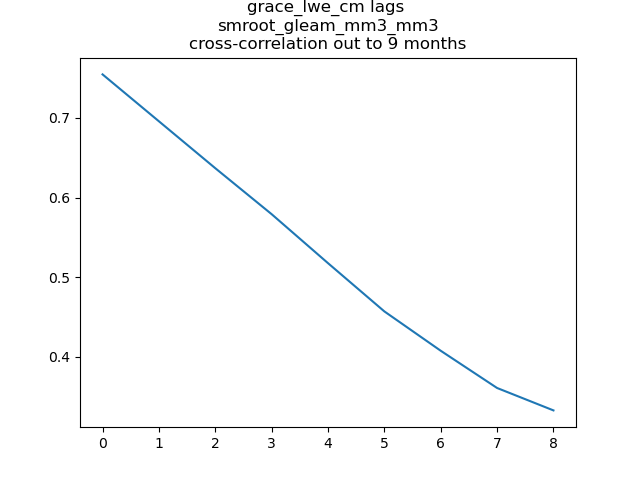 grace_lwe_cm lags
smroot_gleam_mm3_mm3
cross-correlation out to 9 months
0.7
0.6
0.5
0.4
0 1 2 3 4 5 6 7 8